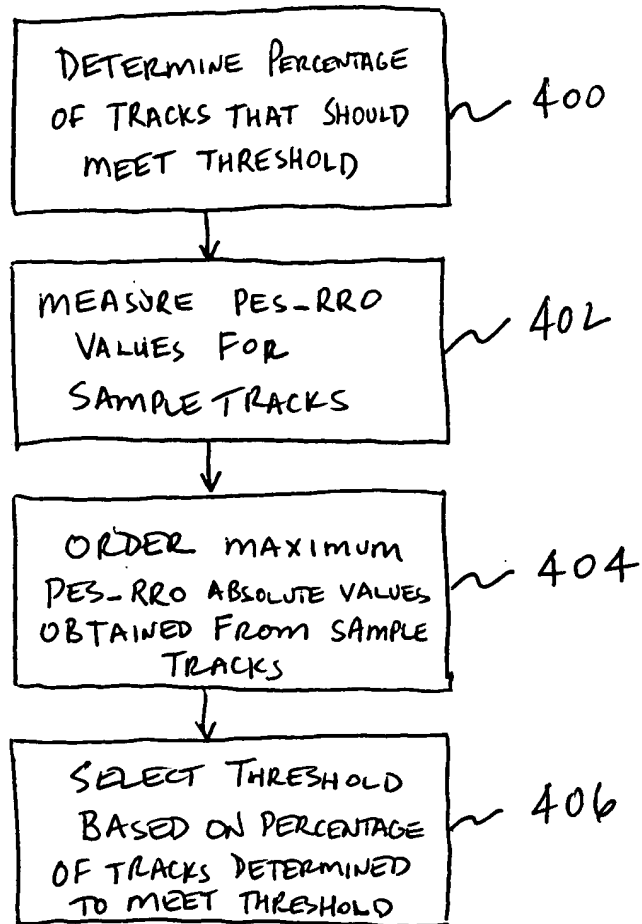 DETERMINE PERCENTAGE
OF TRACKS THAT SHOULD
MEET THRESHOLD
400
MEASURE PES-RRO
VALUES FOR
SAMPLE TRACKS
402
ORDER MAXIMUM
PES-RRO ABSOLUTE VALUES
OBTAINED FROM SAMPLE
TRACKS
404
SELECT THRESHOLD
BASED ON PERCENTAGE
OF TRACKS DETERMINED
TO MEET THRESHOLD
406